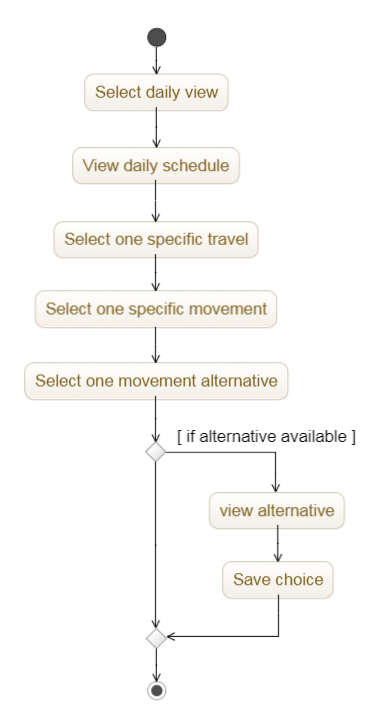 Select daily view
View daily schedule
Select one specific travel
Select one specific movement
Select one movement alternative
[ if alternative available ]
view alternative
Save choice